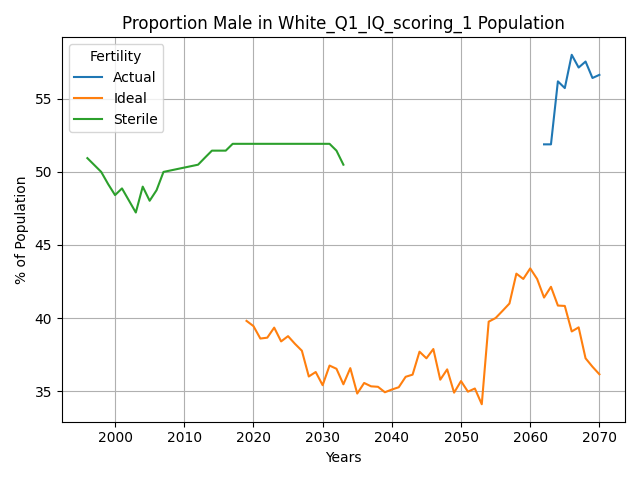 Proportion Male in White_Q1_IQ_scoring_1 Population
Fertility
Actual
Ideal
Sterile
% of Population
55
50
45
40
35
2000 2010 2020 2030 2040 2050 2060 2070
Years